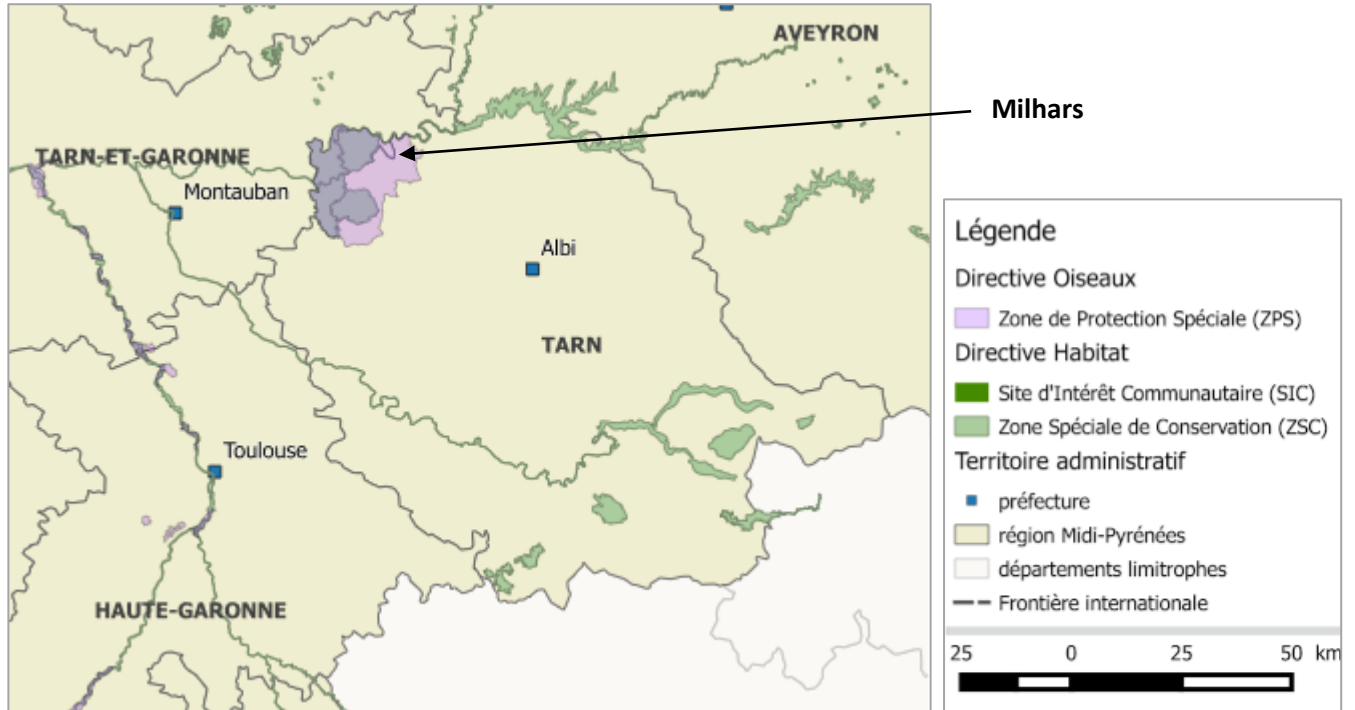 AVEYRON
Milhars
TARN-ET-GARONNE
Montauban
Albi
TARN
Toulouse
HAUTE-GARONNE
Légende
Directive Oiseaux
Zone de Protection Spéciale (ZPS)
Directive Habitat
Site d'Intérêt Communautaire (SIC)
Zone Spéciale de Conservation (ZSC)
Territoire administratif
préfecture
région Midi-Pyrénées
départements limitrophes
Frontière internationale
25 0 25 50 km